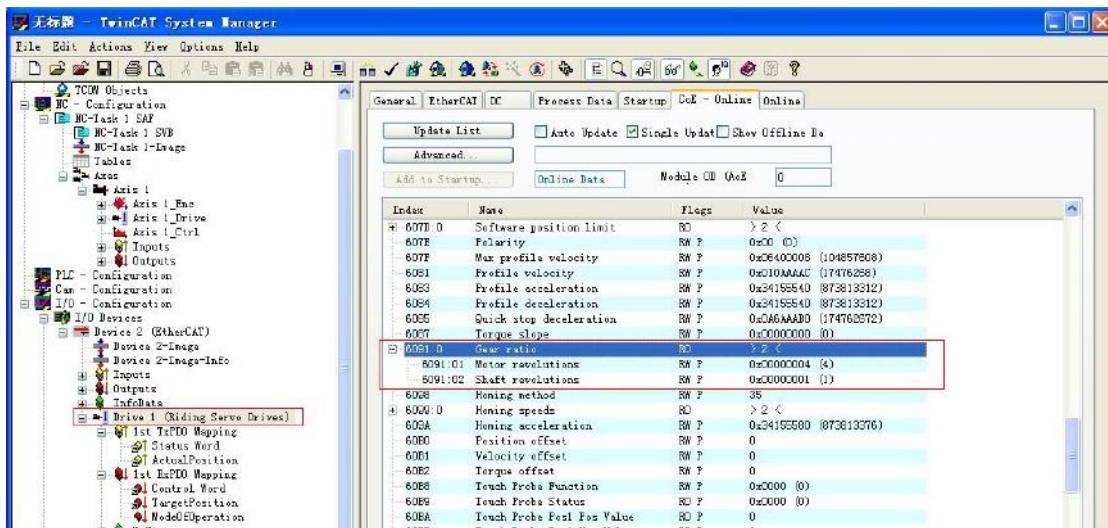 无标题 - TwinCAT System Manager
File Edit Actions View Options Help
TCOM Objects
NC - Configuration
NC-Task 1 SAF
NC-Task 1 SVB
NC-Task 1-Image
Tables
Axes
Axis 1
Axis 1_Enc
Axis 1_Drive
Axis 1_Ctrl
Inputs
Outputs
PLC - Configuration
Cam - Configuration
I/O - Configuration
I/O Devices
Device 2 (EtherCAT)
Device 2-Image
Device 2-Image-Info
Inputs
Outputs
InfoData
Drive 1 (Riding Servo Drives)
1st TxPDO Mapping
Status Word
ActualPosition
1st RxPDO Mapping
Control Word
TargetPosition
ModeOfOperation
General EtherCAT DC Process Data Startup CoE - Online Online
Update List Auto Update Single Updat Show Offline Da
Advanced...
Add to Startup... Online Data Module OD (AoE 0
Index Name Flags Value
607D:0 Software position limit RO > 2 <
607E Polarity RW P 0x00 (0)
607F Max profile velocity RW P 0x06400008 (104857608)
6081 Profile velocity RW P 0x010AAAAC (17476268)
6083 Profile acceleration RW P 0x34155540 (873813312)
6084 Profile deceleration RW P 0x34155540 (873813312)
6085 Quick stop deceleration RW P 0x0A6AAAB0 (174762672)
6087 Torque slope RW P 0x00000000 (0)
6091:0 Gear ratio RO > 2 <
6091:01 Motor revolutions RW P 0x00000004 (4)
6091:02 Shaft revolutions RW P 0x00000001 (1)
6098 Homing method RW P 35
6099:0 Homing speeds RO > 2 <
609A Homing acceleration RW P 0x34155580 (873813376)
60B0 Position offset RW P 0
60B1 Velocity offset RW P 0
60B2 Torque offset RW P 0
60B8 Touch Probe Function RW P 0x0000 (0)
60B9 Touch Probe Status RO P 0x0000 (0)
60BA Touch Probe Pos1 Pos Value RO P 0